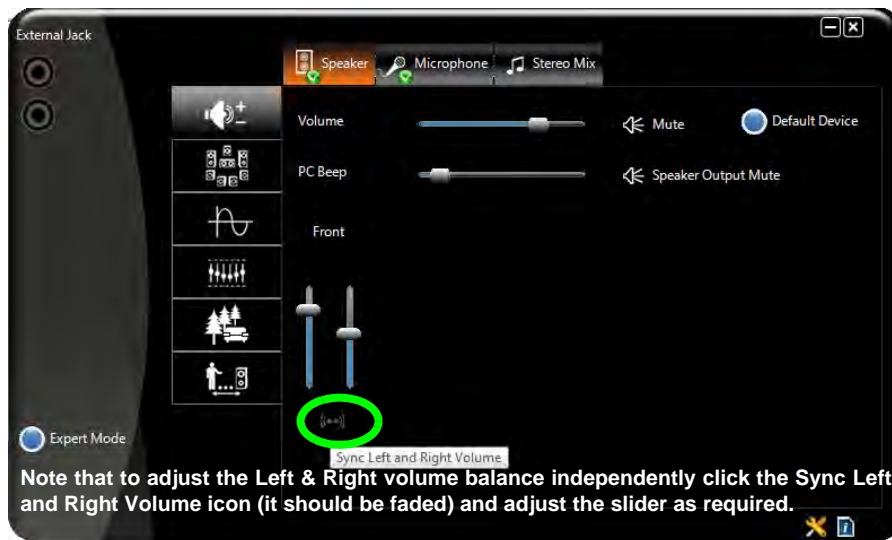 External Jack
Speaker
Microphone
Stereo Mix
Volume
Mute
Default Device
PC Beep
Speaker Output Mute
Front
Expert Mode
Sync Left and Right Volume
Note that to adjust the Left & Right volume balance independently click the Sync Left
and Right Volume icon (it should be faded) and adjust the slider as required.